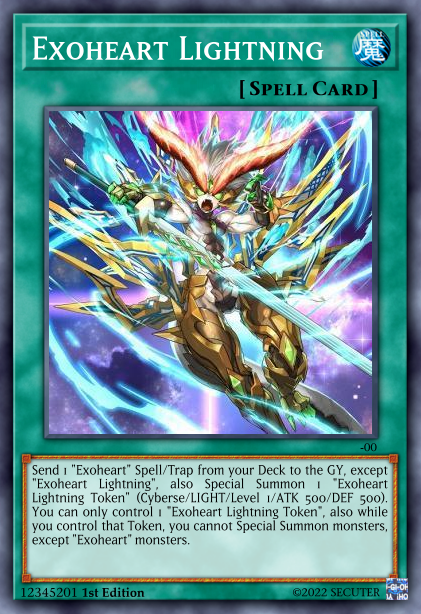 Exoheart Lightning
魔
[Spell Card]
-00
Send 1 "Exoheart" Spell/Trap from your Deck to the GY, except
"Exoheart Lightning", also Special Summon 1 "Exoheart
Lightning Token" (Cyberse/LIGHT/Level 1/ATK 500/DEF 500).
You can only control 1 "Exoheart Lightning Token", also while
you control that Token, you cannot Special Summon monsters,
except "Exoheart" monsters.
12345201 1st Edition
©2022 SECUTER